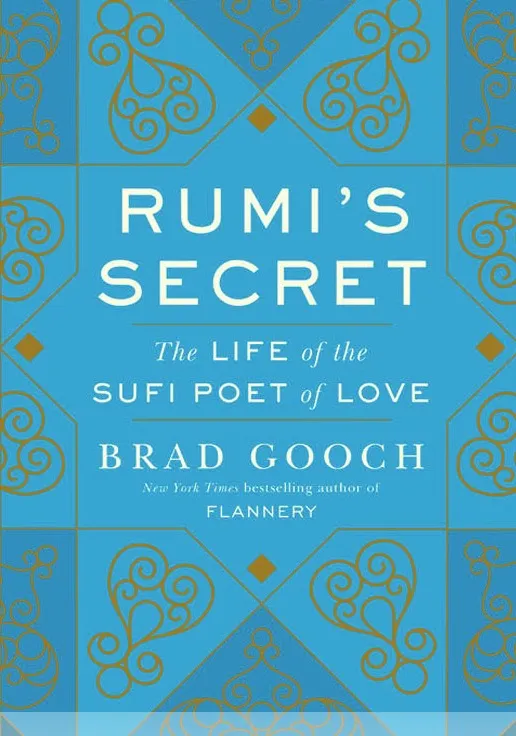 RUMI'S
SECRET
The LIFE of the
SUFI POET of LOVE
BRAD GOOCH
New York Times bestselling author of
FLANNERY